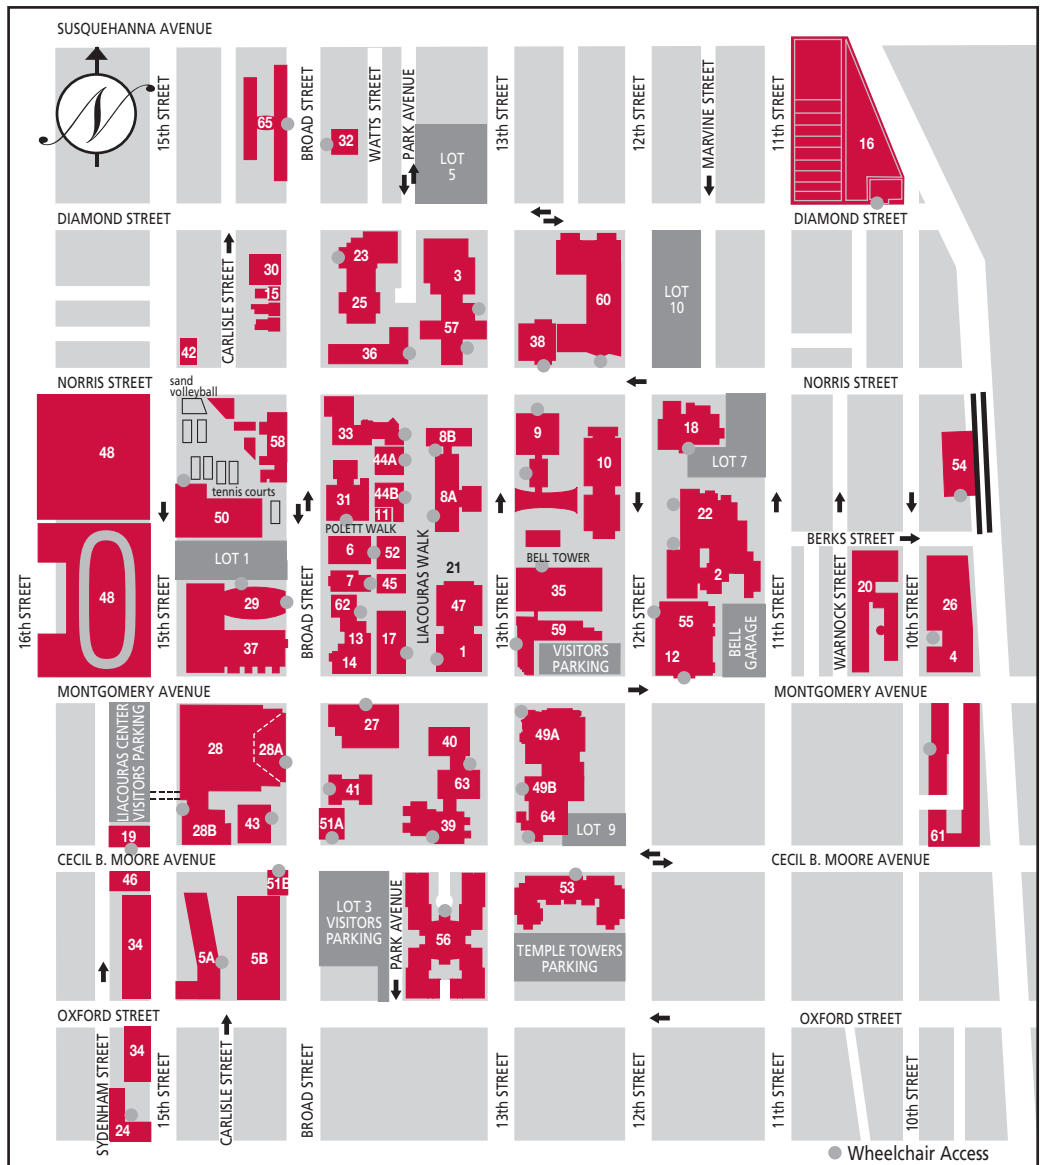 SUSQUEHANNA AVENUE
N
15th STREET
65
BROAD STREET
32
WATTS STREET
PARK AVENUE
LOT
5
13th STREET
12th STREET
MARVINE STREET
11th STREET
16
DIAMOND STREET
DIAMOND STREET
CARLISLE STREET
30
15
42
23
25
36
3
57
38
60
LOT
10
NORRIS STREET
NORRIS STREET
sand
volleyball
48
58
tennis courts
50
33
44A
44B
31
11
POLETT WALK
8B
8A
9
10
18
LOT 7
22
54
BERKS STREET
LOT 1
6
52
7
45
62
13
14
17
LIACOURAS WALK
21
47
1
BELL TOWER
35
59
VISITORS
PARKING
2
55
12
BELL
GARAGE
20
WARNOCK STREET
10th STREET
26
4
16th STREET
48
15th STREET
29
37
BROAD STREET
13th STREET
12th STREET
11th STREET
MONTGOMERY AVENUE
MONTGOMERY AVENUE
LIACOURAS CENTER
VISITORS PARKING
28
28A
28B
43
19
27
41
51A
40
63
39
49A
49B
64
LOT 9
61
CECIL B. MOORE AVENUE
CECIL B. MOORE AVENUE
46
34
5A
5B
51B
LOT 3
VISITORS
PARKING
PARK AVENUE
56
53
TEMPLE TOWERS
PARKING
OXFORD STREET
OXFORD STREET
34
24
SYDENHAM STREET
15th STREET
CARLISLE STREET
BROAD STREET
13th STREET
12th STREET
11th STREET
10th STREET
Wheelchair Access